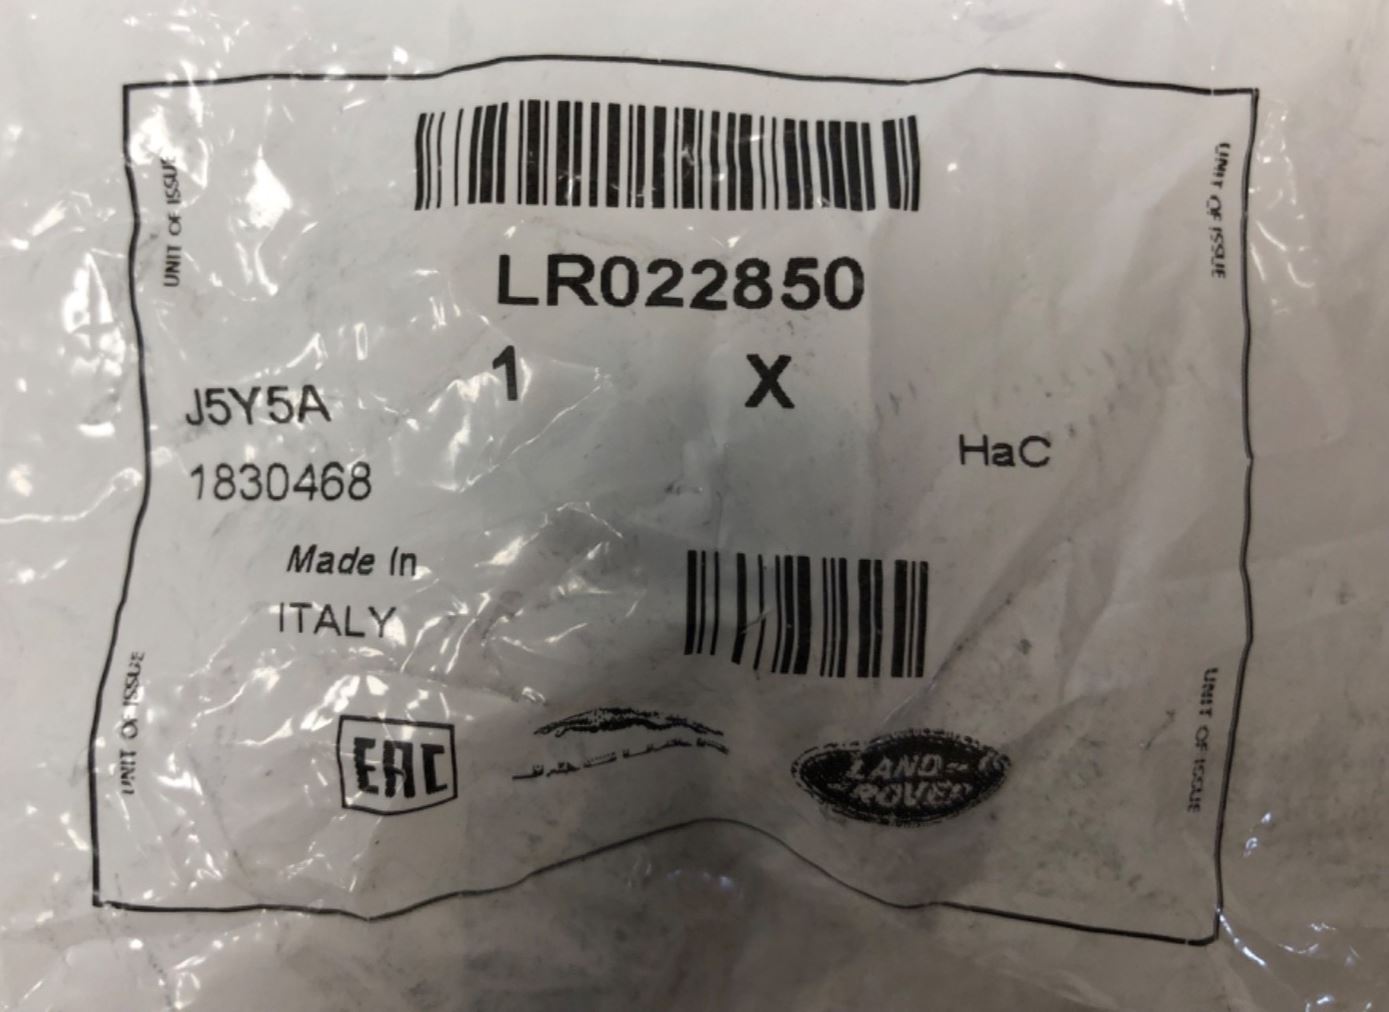 UNIT OF ISSUE
UNIT OF ISSUE
LR022850
1 X
J5Y5A
HaC
1830468
Made In
ITALY
UNIT OF ISSUE
UNIT OF ISSUE
EAC
JAGUAR
LAND-
ROVER